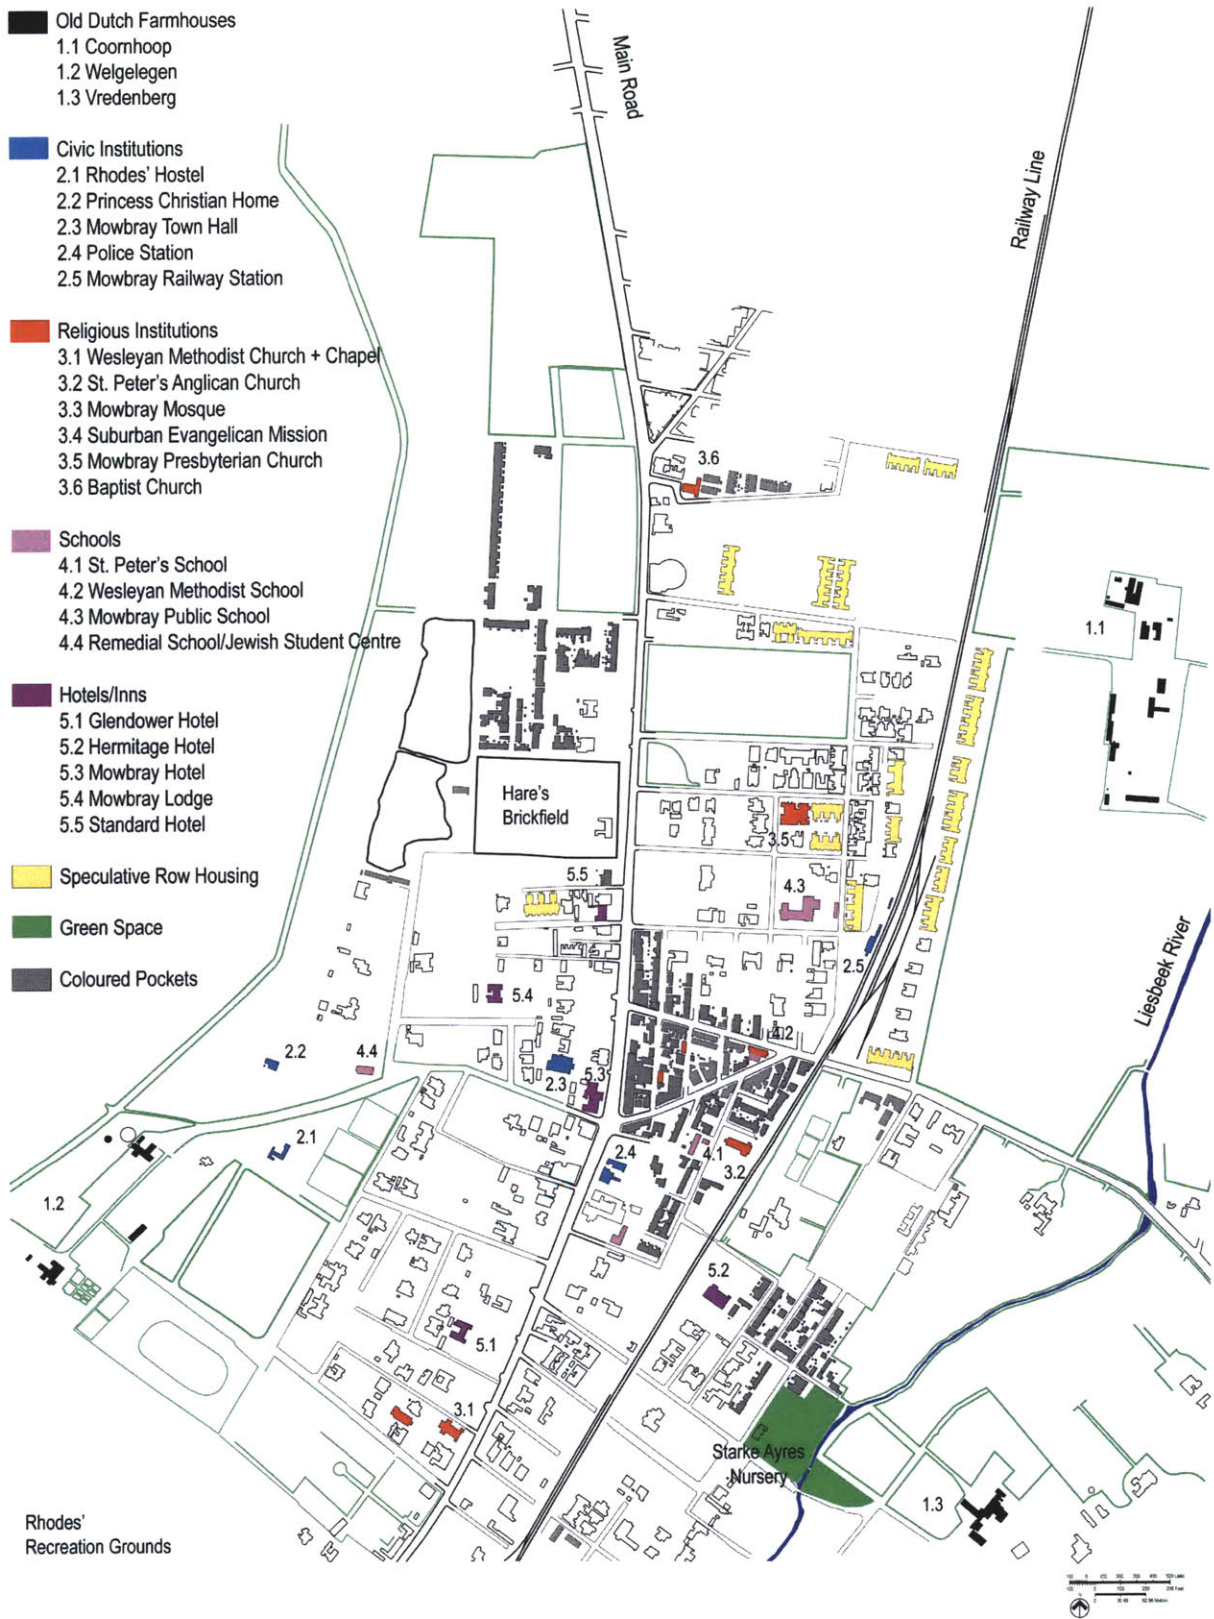 Old Dutch Farmhouses
1.1 Coornhoop
1.2 Welgelegen
1.3 Vredenberg
Civic Institutions
2.1 Rhodes' Hostel
2.2 Princess Christian Home
2.3 Mowbray Town Hall
2.4 Police Station
2.5 Mowbray Railway Station
Religious Institutions
3.1 Wesleyan Methodist Church + Chapel
3.2 St. Peter's Anglican Church
3.3 Mowbray Mosque
3.4 Suburban Evangelican Mission
3.5 Mowbray Presbyterian Church
3.6 Baptist Church
Schools
4.1 St. Peter's School
4.2 Wesleyan Methodist School
4.3 Mowbray Public School
4.4 Remedial School/Jewish Student Centre
Hotels/Inns
5.1 Glendower Hotel
5.2 Hermitage Hotel
5.3 Mowbray Hotel
5.4 Mowbray Lodge
5.5 Standard Hotel
Speculative Row Housing
Green Space
Coloured Pockets
Main Road
Railway Line
3.6
1.1
Hare's
Brickfield
3.5
5.5
4.3
2.5
Liesbeek River
5.4
4.2
2.2
4.4
2.3
5.3
2.1
2.4
4.1
3.2
1.2
5.2
5.1
3.1
Starke Ayres
Nursery
1.3
Rhodes'
Recreation Grounds